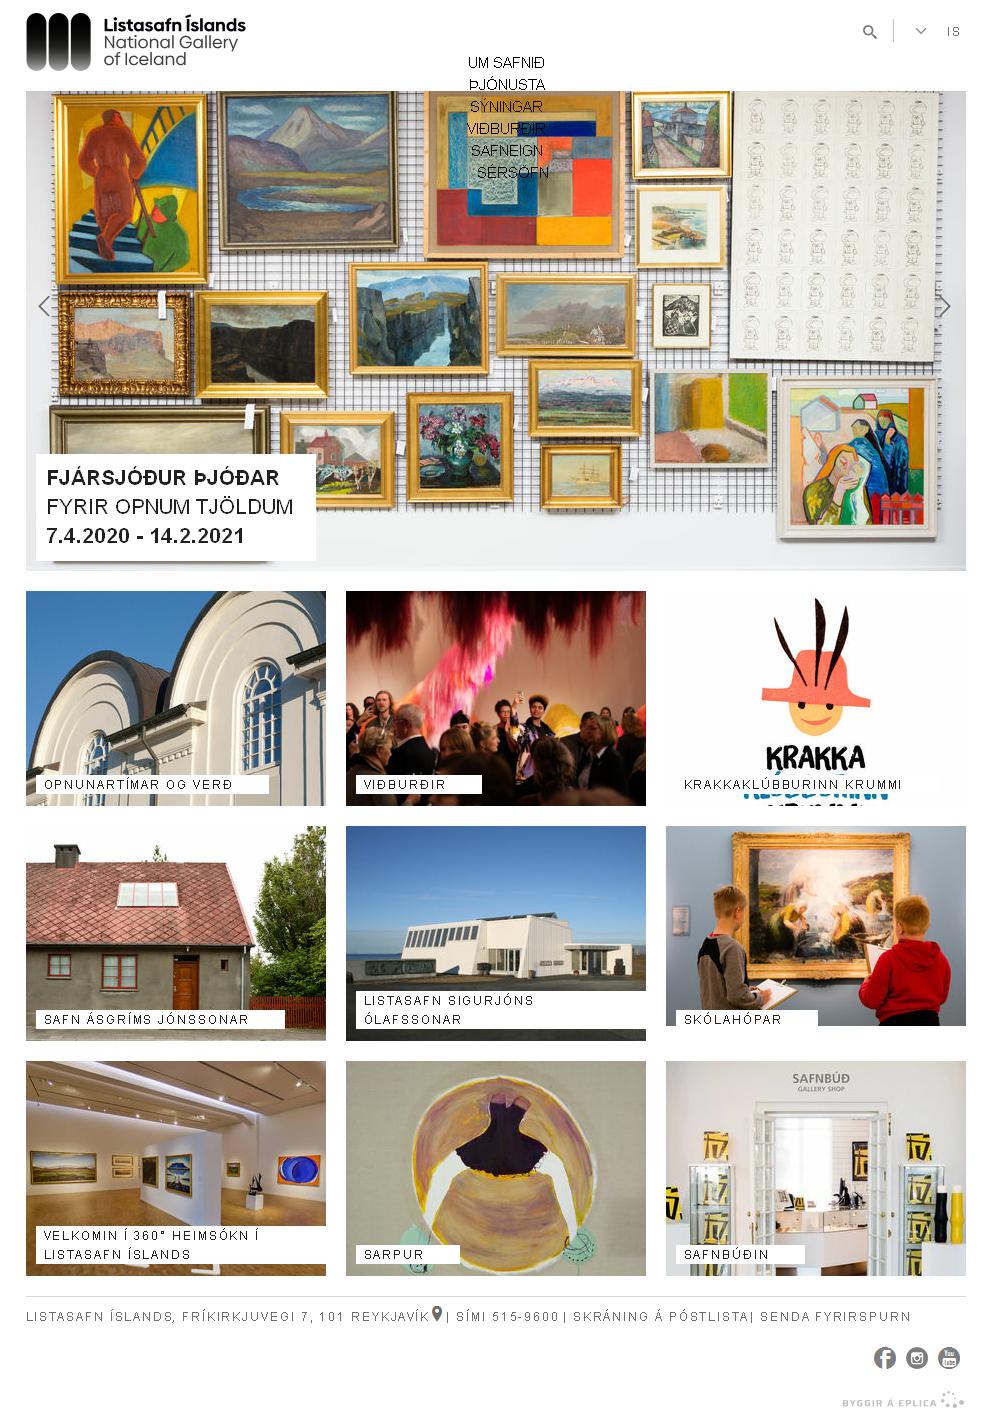 Listasafn Íslands
National Gallery
of Iceland
IS
UM SAFNIÐ
ÞJÓNUSTA
SÝNINGAR
VIÐBURÐIR
SAFNEIGN
SÉRSÖFN
FJÁRSJÓÐUR ÞJÓÐAR
FYRIR OPNUM TJÖLDUM
7.4.2020 - 14.2.2021
OPNUNARTÍMAR OG VERÐ
VIÐBURÐIR
KRAKKA
KRAKKAKLÚBBURINN KRUMMI
SAFN ÁSGRÍMS JÓNSSONAR
LISTASAFN SIGURJÓNS
ÓLAFSSONAR
SKÓLAHÓPAR
VELKOMIN Í 360° HEIMSÓKN Í
LISTASAFN ÍSLANDS
SARPUR
SAFNBÚÐ
GALLERY SHOP
SAFNBÚÐIN
LISTASAFN ÍSLANDS, FRÍKIRKJUVEGI 7, 101 REYKJAVÍK | SÍMI 515-9600 | SKRÁNING Á PÓSTLISTA | SENDA FYRIRSPURN
You
Tube
BYGGIR Á EPLICA